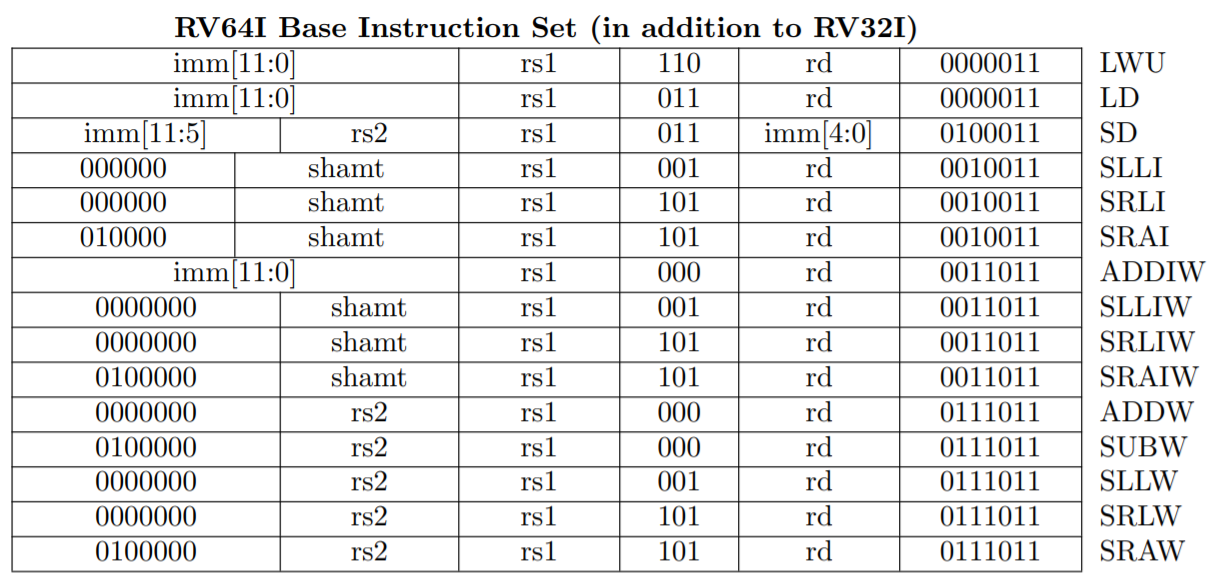 RV64I Base Instruction Set (in addition to RV32I)
imm[11:0] rs1 110 rd 0000011 LWU
imm[11:0] rs1 011 rd 0000011 LD
imm[11:5] rs2 rs1 011 imm[4:0] 0100011 SD
000000 shamt rs1 001 rd 0010011 SLLI
000000 shamt rs1 101 rd 0010011 SRLI
010000 shamt rs1 101 rd 0010011 SRAI
imm[11:0] rs1 000 rd 0011011 ADDIW
0000000 shamt rs1 001 rd 0011011 SLLIW
0000000 shamt rs1 101 rd 0011011 SRLIW
0100000 shamt rs1 101 rd 0011011 SRAIW
0000000 rs2 rs1 000 rd 0111011 ADDW
0100000 rs2 rs1 000 rd 0111011 SUBW
0000000 rs2 rs1 001 rd 0111011 SLLW
0000000 rs2 rs1 101 rd 0111011 SRLW
0100000 rs2 rs1 101 rd 0111011 SRAW